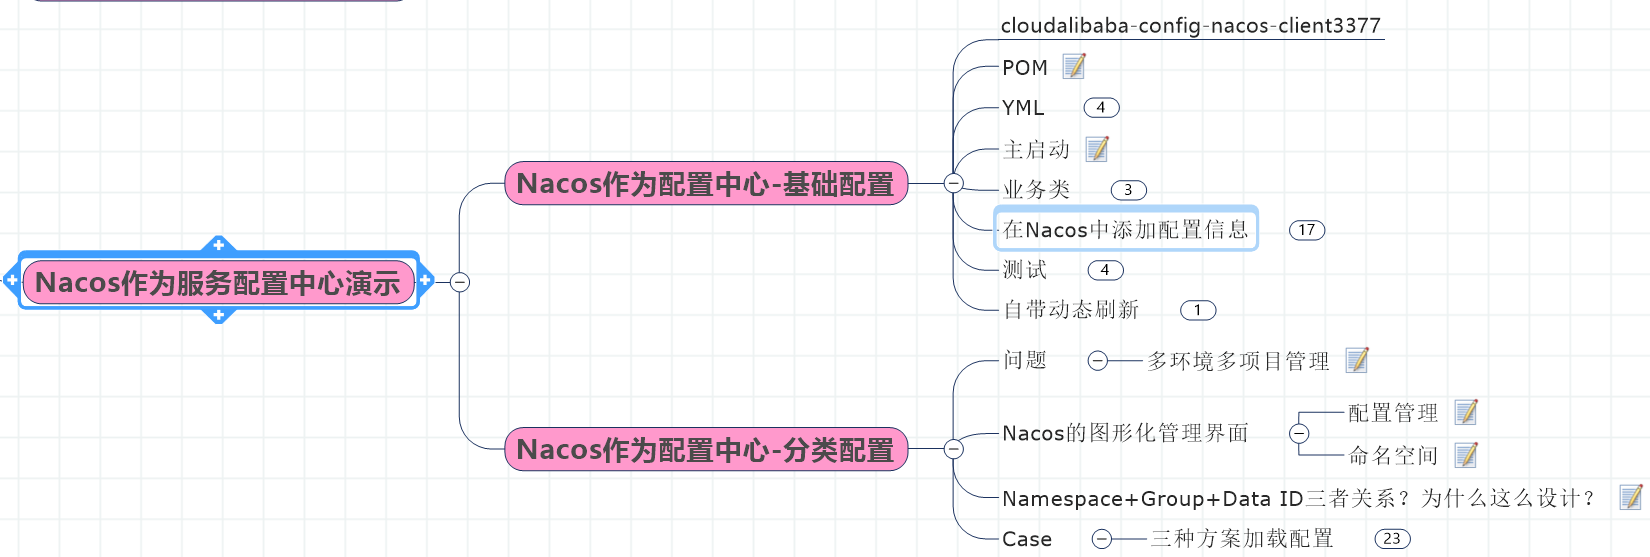 Nacos作为服务配置中心演示
Nacos作为配置中心-基础配置
cloudalibaba-config-nacos-client3377
POM
YML 4
主启动
业务类 3
在Nacos中添加配置信息 17
测试 4
自带动态刷新 1
Nacos作为配置中心-分类配置
问题 多环境多项目管理
Nacos的图形化管理界面
配置管理
命名空间
Namespace+Group+Data ID三者关系？为什么这么设计？
Case 三种方案加载配置 23